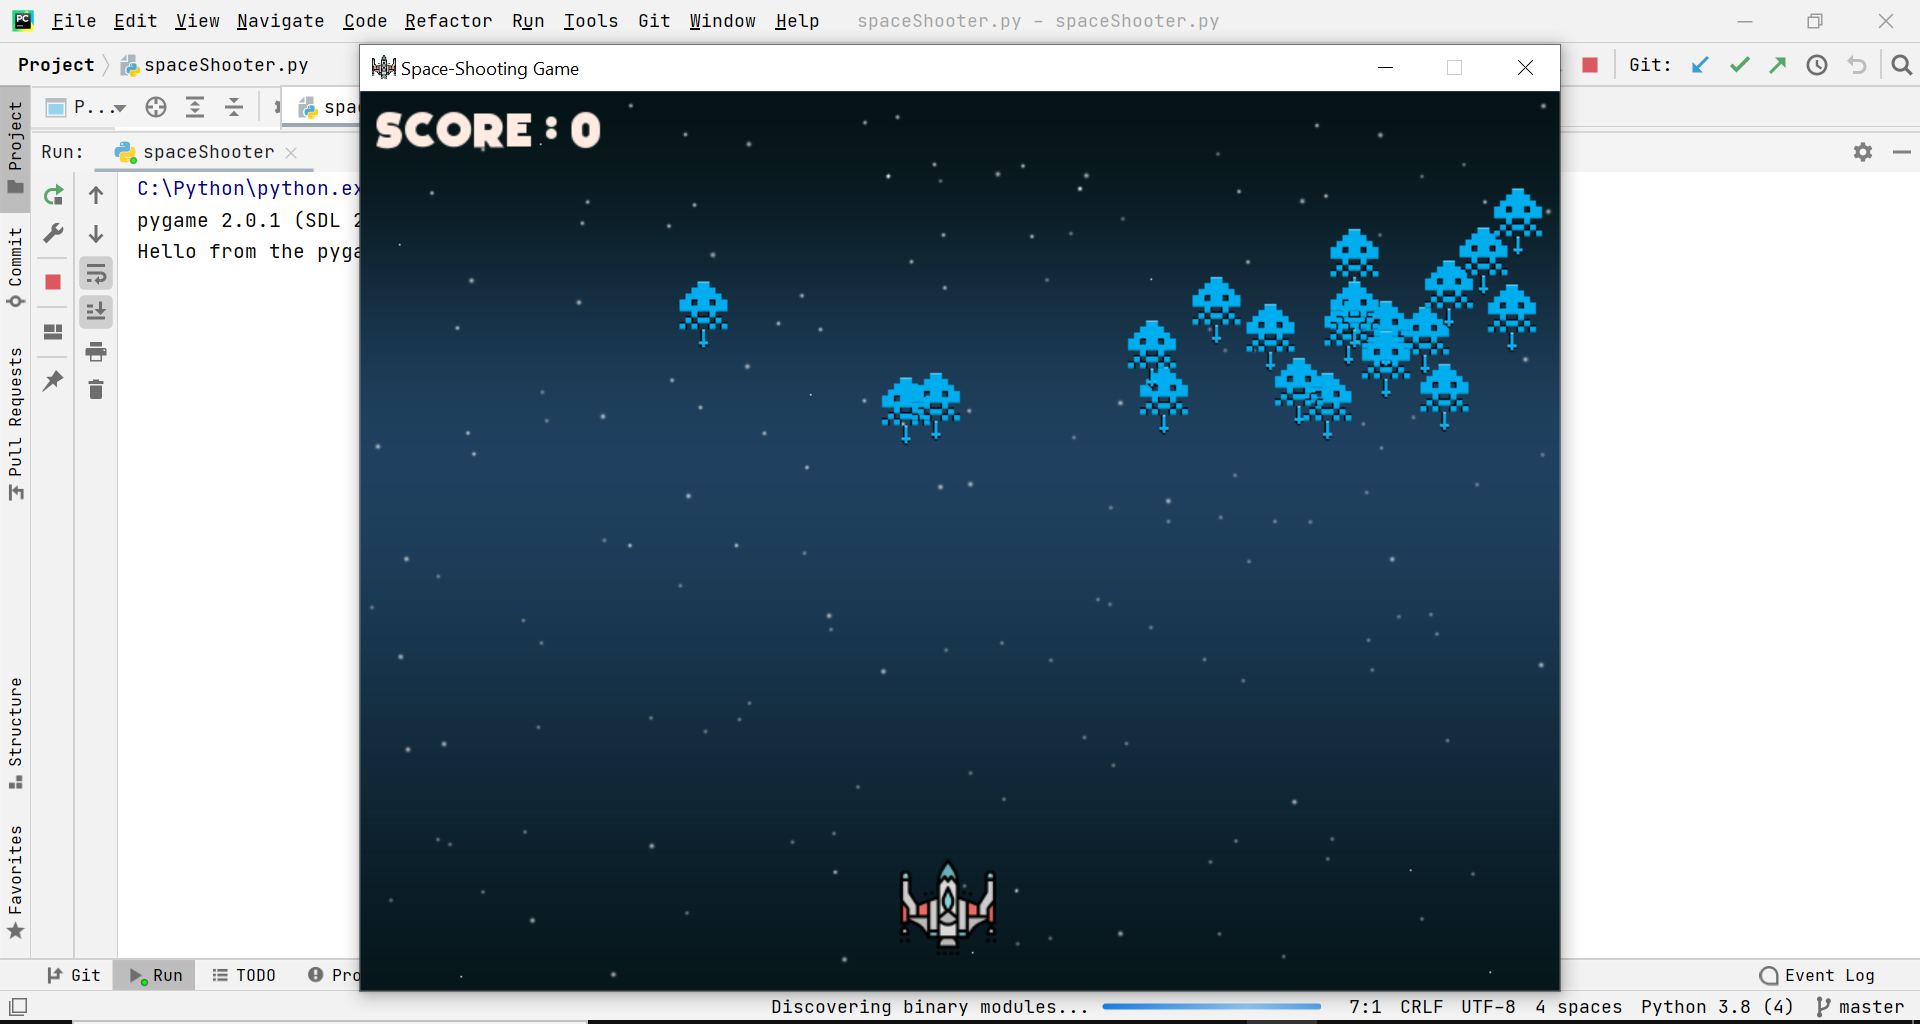 PC File Edit View Navigate Code Refactor Run Tools Git Window Help spaceShooter.py - spaceShooter.py
Project spaceShooter.py
Space-Shooting Game
Git:
P...
spa
SCORE : 0
Run: spaceShooter
C:\Python\python.ex
pygame 2.0.1 (SDL 2
Hello from the pyga
Project
Commit
Pull Requests
Structure
Favorites
Git Run TODO Pro
Event Log
Discovering binary modules... 7:1 CRLF UTF-8 4 spaces Python 3.8 (4) master